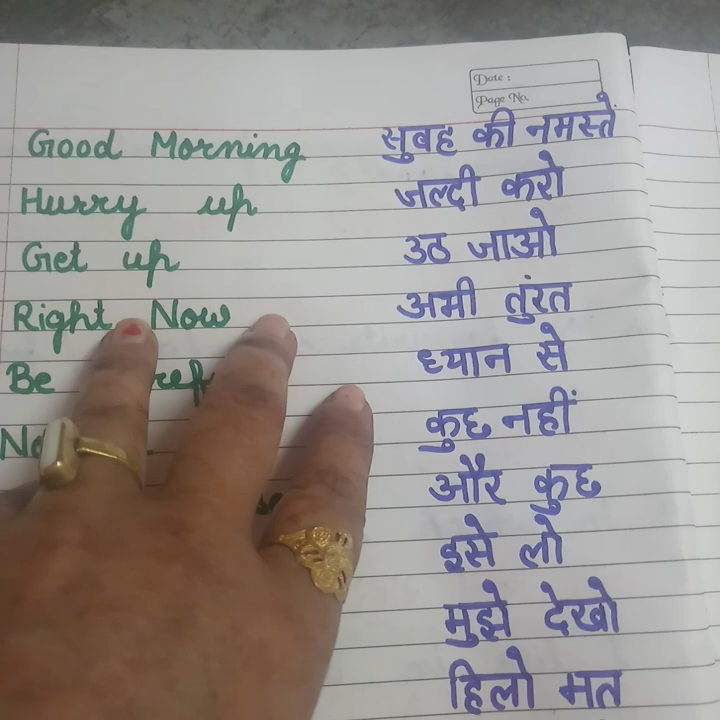 Date :
Page No.
Good Morning सुबह की नमस्ते
Hurry up जल्दी करो
Get up उठ जाओ
Right Now अभी तुंरत
Be ध्यान से
कुछ नहीं
और कुछ
इसे लो
मुझे देखो
हिलो मत